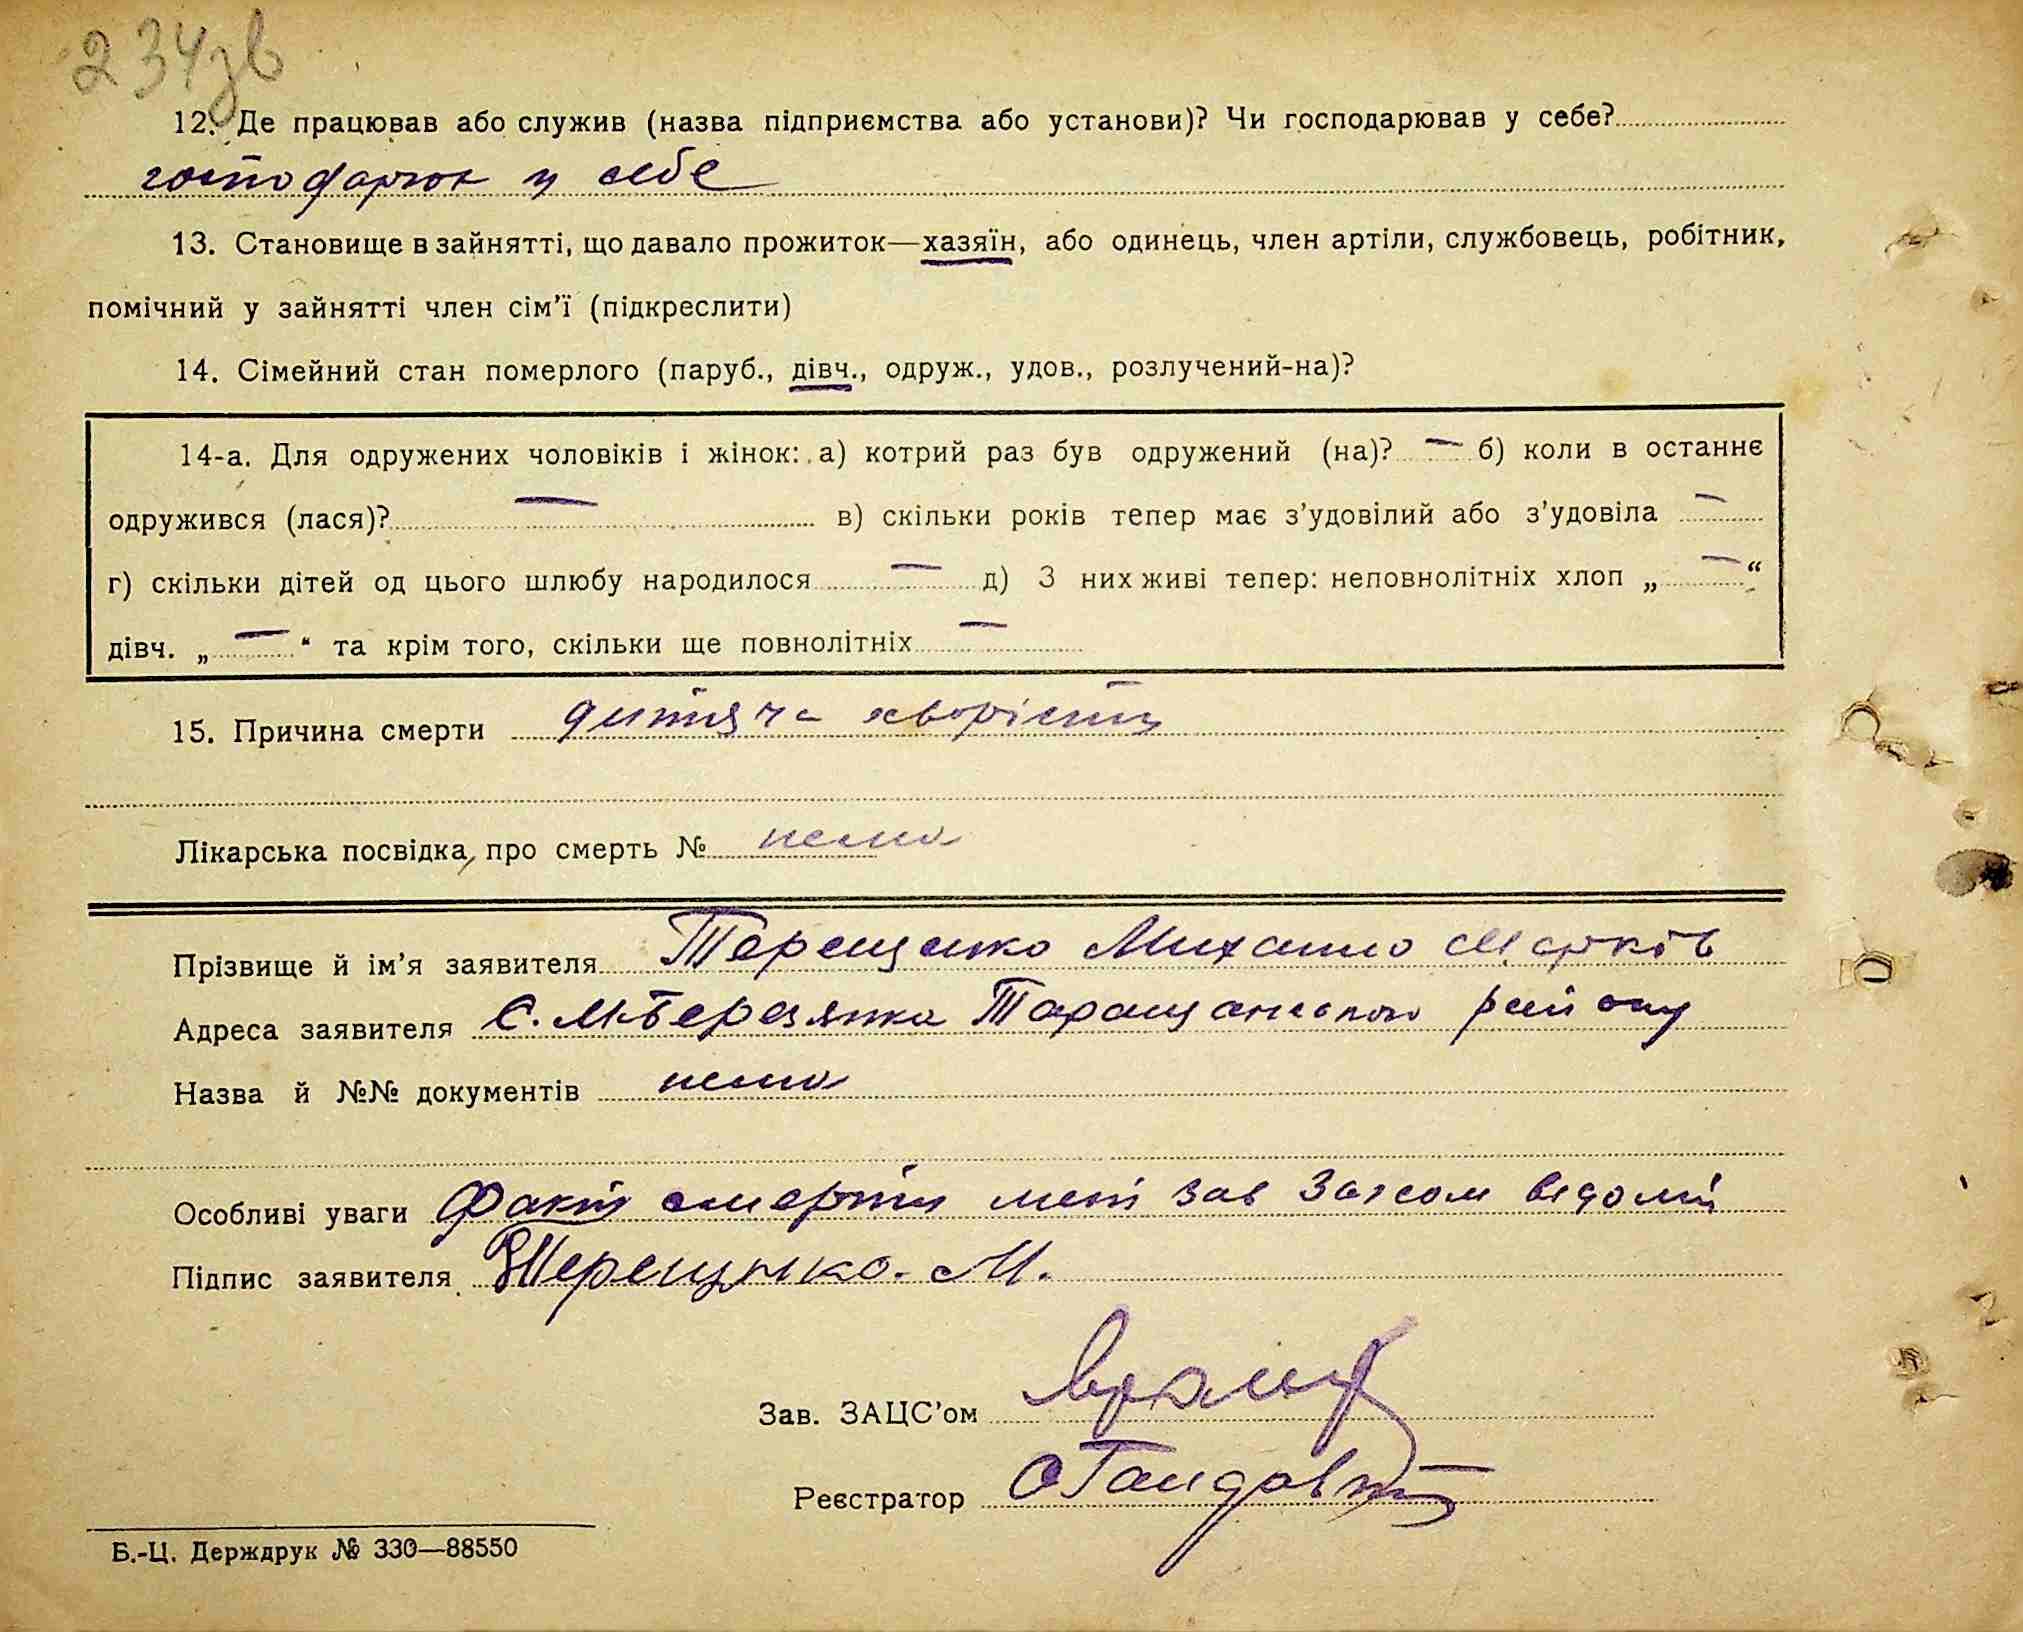 234зв
12. Де працював або служив (назва підприємства або установи)? Чи господарював у себе?
господарює у себе
13. Становище в зайнятті, що давало прожиток—хазяїн, або одинець, член артіли, службовець, робітник,
помічний у зайнятті член сім’ї (підкреслити)
14. Сімейний стан померлого (паруб., дівч., одруж., удов., розлучений-на)?
14-а. Для одружених чоловіків і жінок: а) котрий раз був одружений (на)? — б) коли в останнє
одружився (лася)? — в) скільки років тепер має з’удовілий або з’удовіла —
г) скільки дітей од цього шлюбу народилося — д) З них живі тепер: неповнолітніх хлоп „ — “
дівч. „ — “ та крім того, скільки ще повнолітніх —
15. Причина смерти дитяча хворість
Лікарська посвідка, про смерть № нема
Прізвище й ім’я заявителя Терещенко Михайло Марків
Адреса заявителя С. М-Березянка Таращанського району
Назва й №№ документів нема
Особливі уваги Факт смерти мені зав Загсом відомий
Підпис заявителя Терещенко. М.
Зав. ЗАЦС’ом
Реєстратор
Б.-Ц. Держдрук № 330—88550